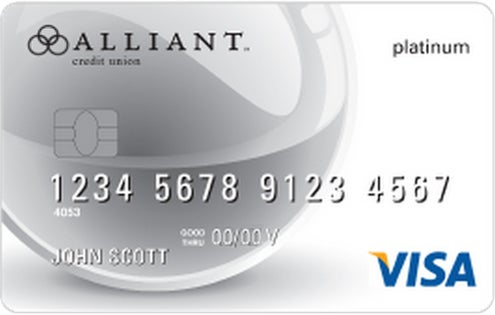 ALLIANT
credit union
platinum
1234 5678 9123 4567
4053
GOOD THRU 00/00 V
JOHN SCOTT
VISA